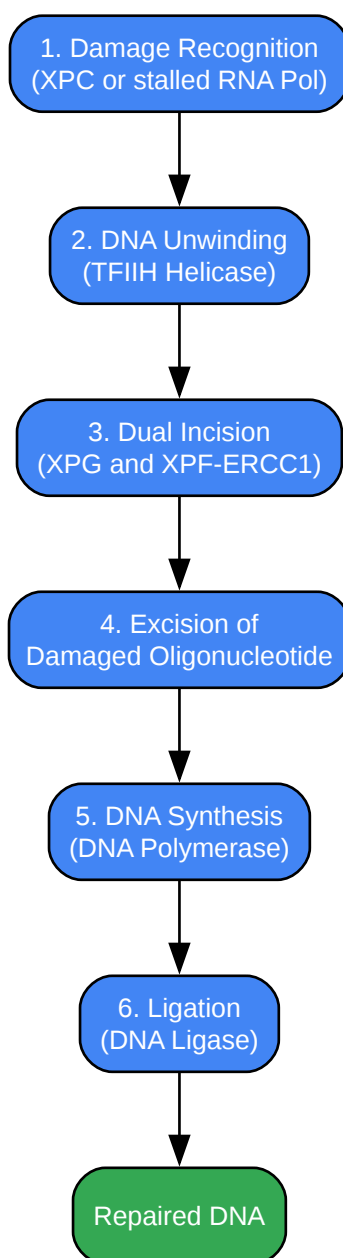 1. Damage Recognition
(XPC or stalled RNA Pol)
2. DNA Unwinding
(TFIIH Helicase)
3. Dual Incision
(XPG and XPF-ERCC1)
4. Excision of
Damaged Oligonucleotide
5. DNA Synthesis
(DNA Polymerase)
6. Ligation
(DNA Ligase)
Repaired DNA